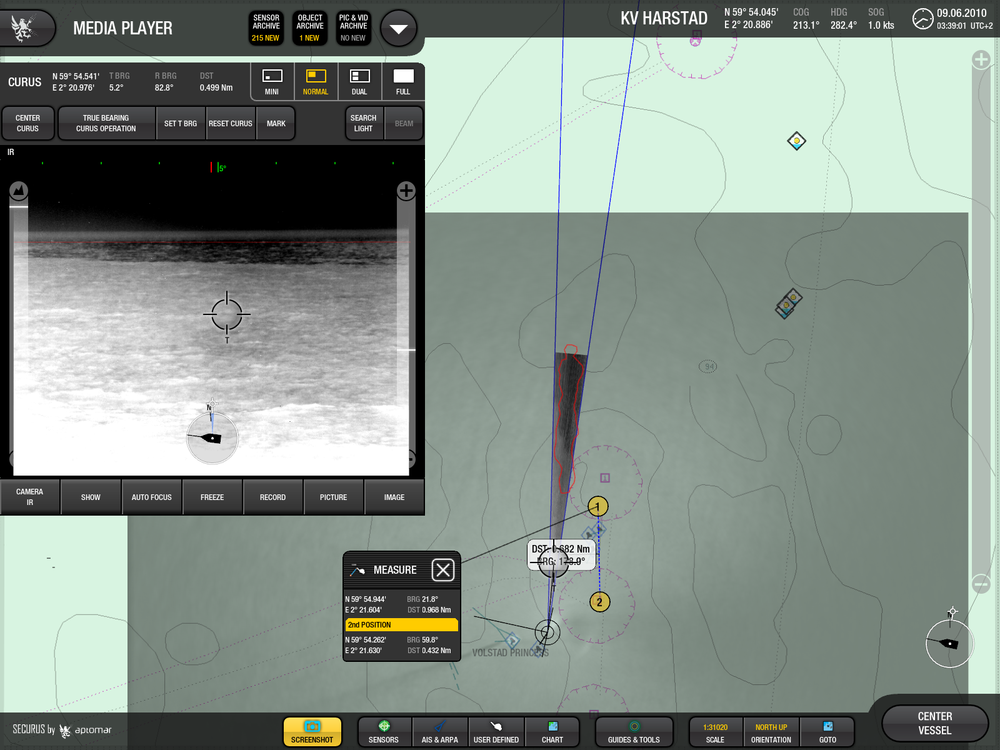 MEDIA PLAYER
SENSOR ARCHIVE
215 NEW
OBJECT ARCHIVE
1 NEW
PIC & VID ARCHIVE
NO NEW
KV HARSTAD
N 59° 54.045'
E 2° 20.886'
COG
213.1°
HDG
282.4°
SOG
1.0 kts
09.06.2010
03:39:01 UTC+2
CURUS
N 59° 54.541'
E 2° 20.976'
T BRG
5.2°
R BRG
82.8°
DST
0.499 Nm
MINI
NORMAL
DUAL
FULL
CENTER
CURUS
TRUE BEARING
CURUS OPERATION
SET T BRG
RESET CURUS
MARK
SEARCH
LIGHT
BEAM
IR
5°
T
N
CAMERA
IR
SHOW
AUTO FOCUS
FREEZE
RECORD
PICTURE
IMAGE
94
1
1
DST: 0.682 Nm
BRG: 178.9°
T
2
MEASURE
N 59° 54.944'
E 2° 21.604'
BRG 21.8°
DST 0.968 Nm
2nd POSITION
N 59° 54.262'
E 2° 21.630'
BRG 59.8°
DST 0.432 Nm
VOLSTAD PRINCESS
N
SECURUS by aptomar
SCREENSHOT
SENSORS
AIS & ARPA
USER DEFINED
CHART
GUIDES & TOOLS
1:31020
SCALE
NORTH UP
ORIENTATION
GOTO
CENTER
VESSEL